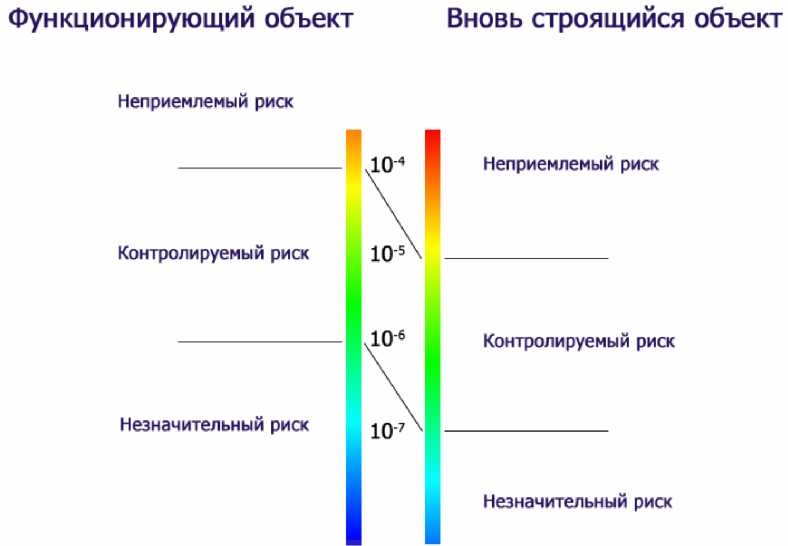 Функционирующий объект
Вновь строящийся объект
Неприемлемый риск
10-4
Неприемлемый риск
Контролируемый риск
10-5
10-6
Контролируемый риск
Незначительный риск
10-7
Незначительный риск